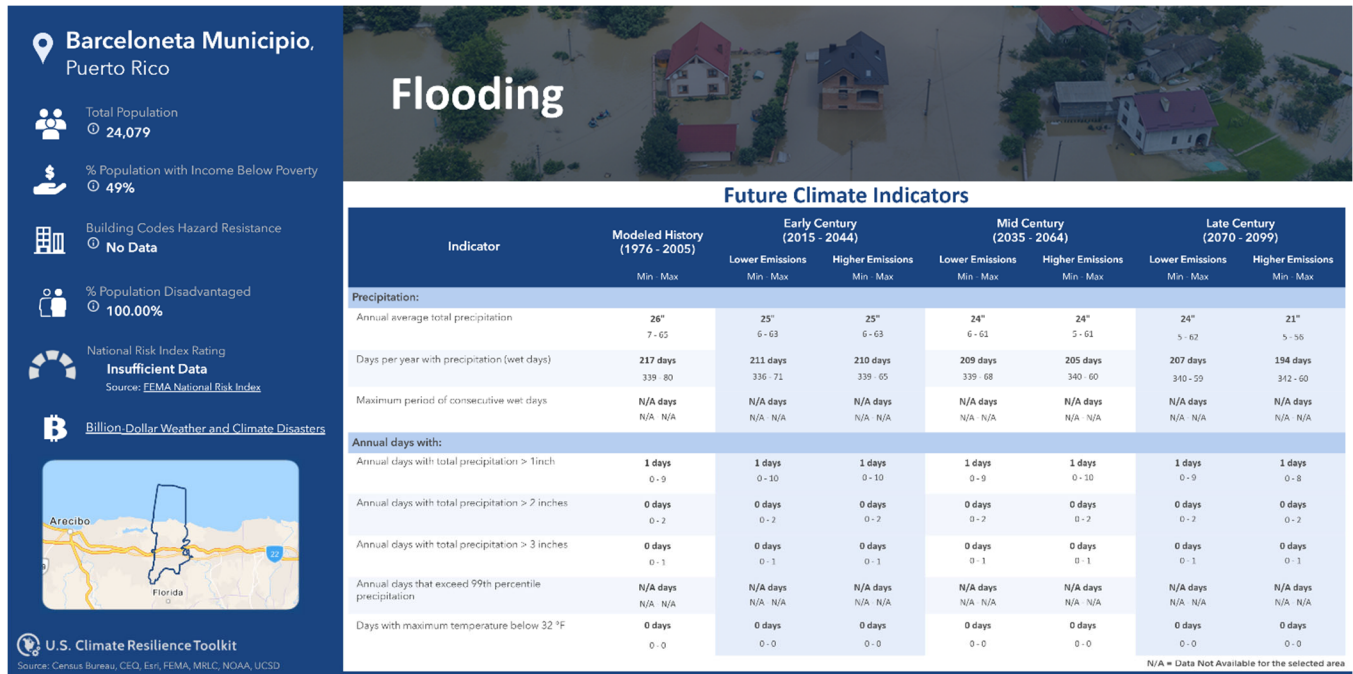 Barceloneta Municipio,
Puerto Rico
Total Population
24,079
% Population with Income Below Poverty
49%
Building Codes Hazard Resistance
No Data
% Population Disadvantaged
100.00%
National Risk Index Rating
Insufficient Data
Source: FEMA National Risk Index
Billion-Dollar Weather and Climate Disasters
Arecibo
22
Florida
U.S. Climate Resilience Toolkit
Source: Census Bureau, CEQ, Esri, FEMA, MRLC, NOAA, UCSD
Flooding
Future Climate Indicators
Indicator Modeled History (1976 - 2005) Early Century (2015 - 2044) Mid Century (2035 - 2064) Late Century (2070 - 2099)
Lower Emissions Higher Emissions Lower Emissions Higher Emissions Lower Emissions Higher Emissions
Min - Max Min - Max Min - Max Min - Max Min - Max Min - Max Min - Max
Precipitation:
Annual average total precipitation 26" 25" 25" 24" 24" 24" 21"
7 - 65 6 - 63 6 - 63 6 - 61 5 - 61 5 - 62 5 - 56
Days per year with precipitation (wet days) 217 days 211 days 210 days 209 days 205 days 207 days 194 days
339 - 80 336 - 71 339 - 65 339 - 68 340 - 60 340 - 59 342 - 60
Maximum period of consecutive wet days N/A days N/A days N/A days N/A days N/A days N/A days N/A days
N/A - N/A N/A - N/A N/A - N/A N/A - N/A N/A - N/A N/A - N/A N/A - N/A
Annual days with:
Annual days with total precipitation > 1inch 1 days 1 days 1 days 1 days 1 days 1 days 1 days
0 - 9 0 - 10 0 - 10 0 - 9 0 - 10 0 - 9 0 - 8
Annual days with total precipitation > 2 inches 0 days 0 days 0 days 0 days 0 days 0 days 0 days
0 - 2 0 - 2 0 - 2 0 - 2 0 - 2 0 - 2 0 - 2
Annual days with total precipitation > 3 inches 0 days 0 days 0 days 0 days 0 days 0 days 0 days
0 - 1 0 - 1 0 - 1 0 - 1 0 - 1 0 - 1 0 - 1
Annual days that exceed 99th percentile
precipitation N/A days N/A days N/A days N/A days N/A days N/A days N/A days
N/A - N/A N/A - N/A N/A - N/A N/A - N/A N/A - N/A N/A - N/A N/A - N/A
Days with maximum temperature below 32 °F 0 days 0 days 0 days 0 days 0 days 0 days 0 days
0 - 0 0 - 0 0 - 0 0 - 0 0 - 0 0 - 0 0 - 0
N/A = Data Not Available for the selected area